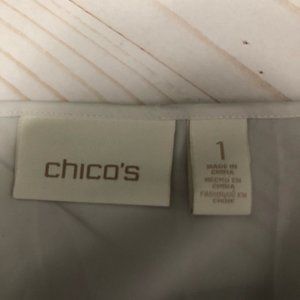 chico's
1
MADE IN
CHINA
HECHO EN
CHINA
FABRIQUÉ EN
CHINE